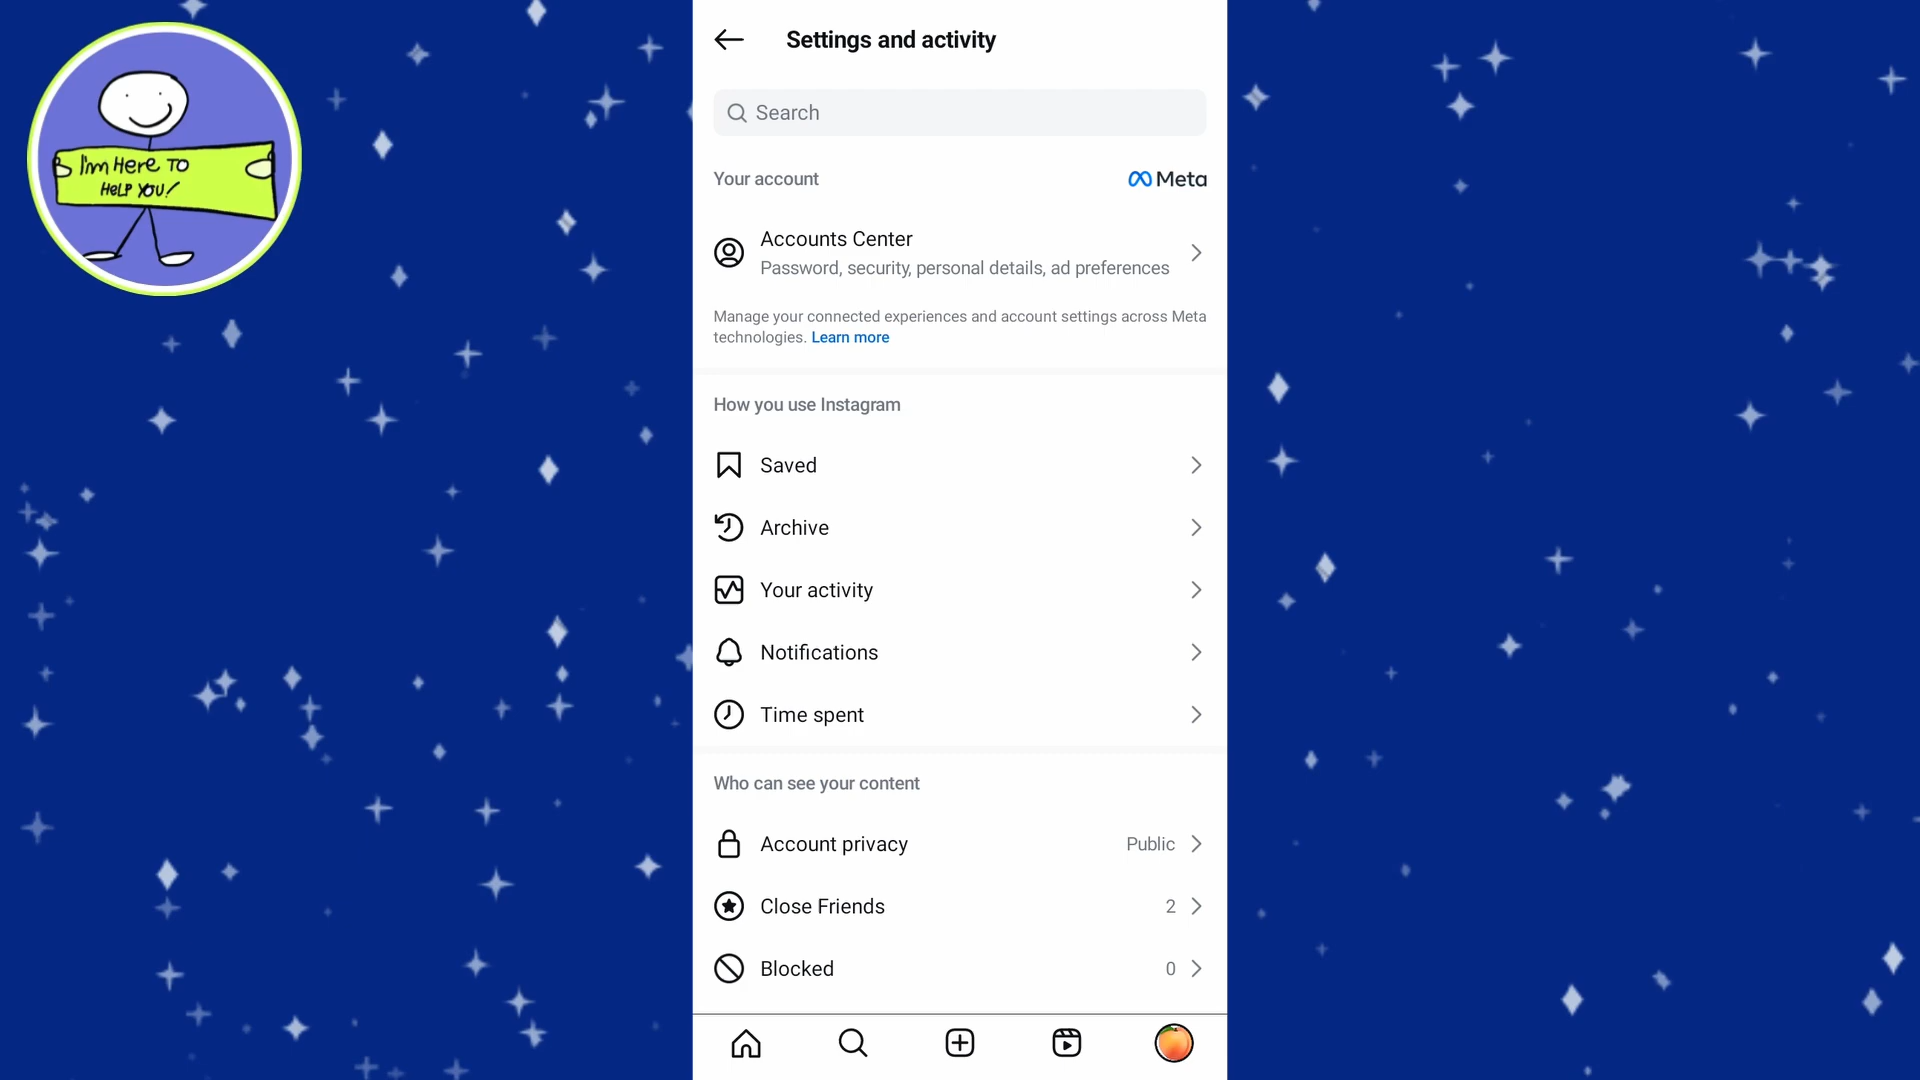 I'm Here TO
HeLP YOU!
Settings and activity
Search
Your account
Meta
Accounts Center
Password, security, personal details, ad preferences
Manage your connected experiences and account settings across Meta
technologies. Learn more
How you use Instagram
Saved
Archive
Your activity
Notifications
Time spent
Who can see your content
Account privacy Public
Close Friends 2
Blocked 0